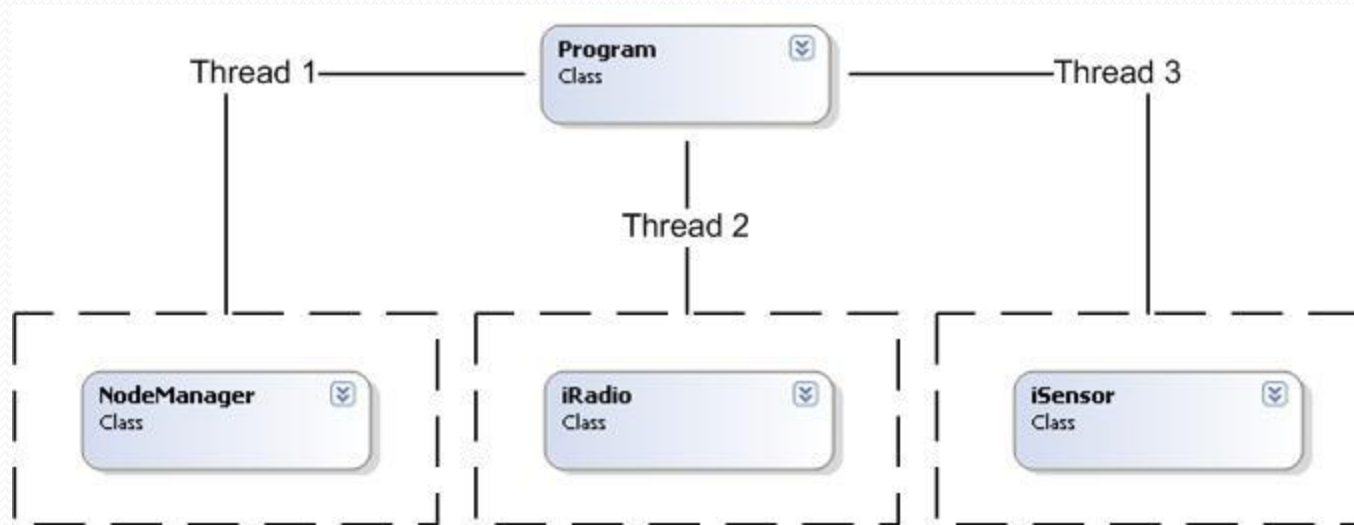 Program
Class
Thread 1
Thread 3
Thread 2
NodeManager
Class
iRadio
Class
iSensor
Class